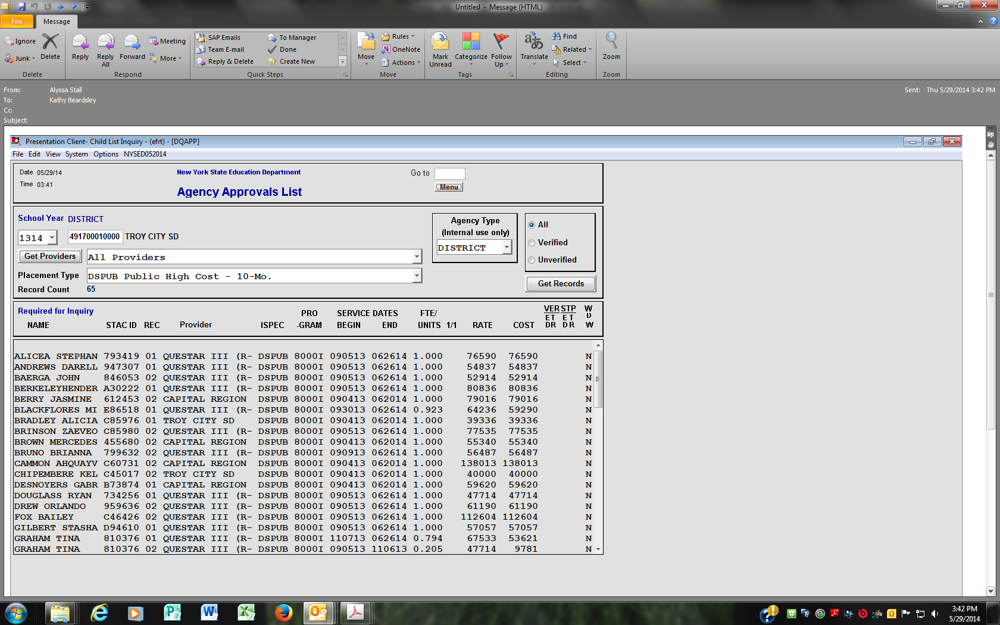 Untitled - Message (HTML)
File Message
Ignore Delete Reply Reply All Forward Meeting
Junk More
SAP Emails To Manager
Team E-mail Done
Reply & Delete Create New
Move Rules OneNote Actions
Mark Unread Categorize Follow Up
Translate Find Related Select
Zoom
Delete Respond Quick Steps Move Tags Editing Zoom
From: Alyssa Stall Sent: Thu 5/29/2014 3:42 PM
To: Kathy Beardsley
Cc:
Subject:
Presentation Client- Child List Inquiry - (efrt) - [DQAPP]
File Edit View System Options NYSED052014
Date 05/29/14 New York State Education Department Go to
Time 03:41 Agency Approvals List Menu
School Year DISTRICT Agency Type All
(Internal use only)
1314 491700010000 TROY CITY SD DISTRICT Verified
Get Providers All Providers Unverified
Placement Type DSPUB Public High Cost - 10-Mo.
Record Count 65 Get Records
Required for Inquiry PRO SERVICE DATES FTE/ VER STP W
ET ET D
NAME STAC ID REC Provider ISPEC -GRAM BEGIN END UNITS 1/1 RATE COST DR DR W
ALICEA STEPHAN 793419 01 QUESTAR III (R- DSPUB 8000I 090513 062614 1.000 76590 76590 N
ANDREWS DARELL 947307 01 QUESTAR III (R- DSPUB 8000I 090513 062614 1.000 54837 54837 N
BAERGA JOHN 846053 02 QUESTAR III (R- DSPUB 8000I 090513 062614 1.000 52914 52914 N
BERKELEYHENDER A30222 01 QUESTAR III (R- DSPUB 8000I 090513 062614 1.000 80836 80836 N
BERRY JASMINE 612453 02 CAPITAL REGION DSPUB 8000I 090413 062014 1.000 79016 79016 N
BLACKFLORES MI E86518 01 QUESTAR III (R- DSPUB 8000I 093013 062614 0.923 64236 59290 N
BRADLEY ALICIA C85976 01 TROY CITY SD DSPUB 8000I 090413 062014 1.000 39336 39336 N
BRINSON ZAEVEO C85980 02 QUESTAR III (R- DSPUB 8000I 090513 062614 1.000 77535 77535 N
BROWN MERCEDES 455680 02 CAPITAL REGION DSPUB 8000I 090413 062014 1.000 55340 55340 N
BRUNO BRIANNA 799632 02 QUESTAR III (R- DSPUB 8000I 090913 062614 1.000 56487 56487 N
CAMMON AHQUAYV C60731 02 CAPITAL REGION DSPUB 8000I 090413 062014 1.000 138013 138013 N
CHIPEMBERE KEL C45017 02 TROY CITY SD DSPUB 8000I 090413 062014 1.000 40000 40000 N
DESNOYERS GABR B73874 01 CAPITAL REGION DSPUB 8000I 090413 062014 1.000 59620 59620 N
DOUGLASS RYAN 734256 01 QUESTAR III (R- DSPUB 8000I 090513 062614 1.000 47714 47714 N
DREW ORLANDO 959636 02 QUESTAR III (R- DSPUB 8000I 090513 062614 1.000 61190 61190 N
FOX BAILEY C46426 02 QUESTAR III (R- DSPUB 8000I 090513 062614 1.000 112604 112604 N
GILBERT STASHA D94610 01 QUESTAR III (R- DSPUB 8000I 090513 062614 1.000 57057 57057 N
GRAHAM TINA 810376 01 QUESTAR III (R- DSPUB 8000I 110713 062614 0.794 67533 53621 N
GRAHAM TINA 810376 02 QUESTAR III (R- DSPUB 8000I 090513 110613 0.205 47714 9781 N
3:42 PM
5/29/2014